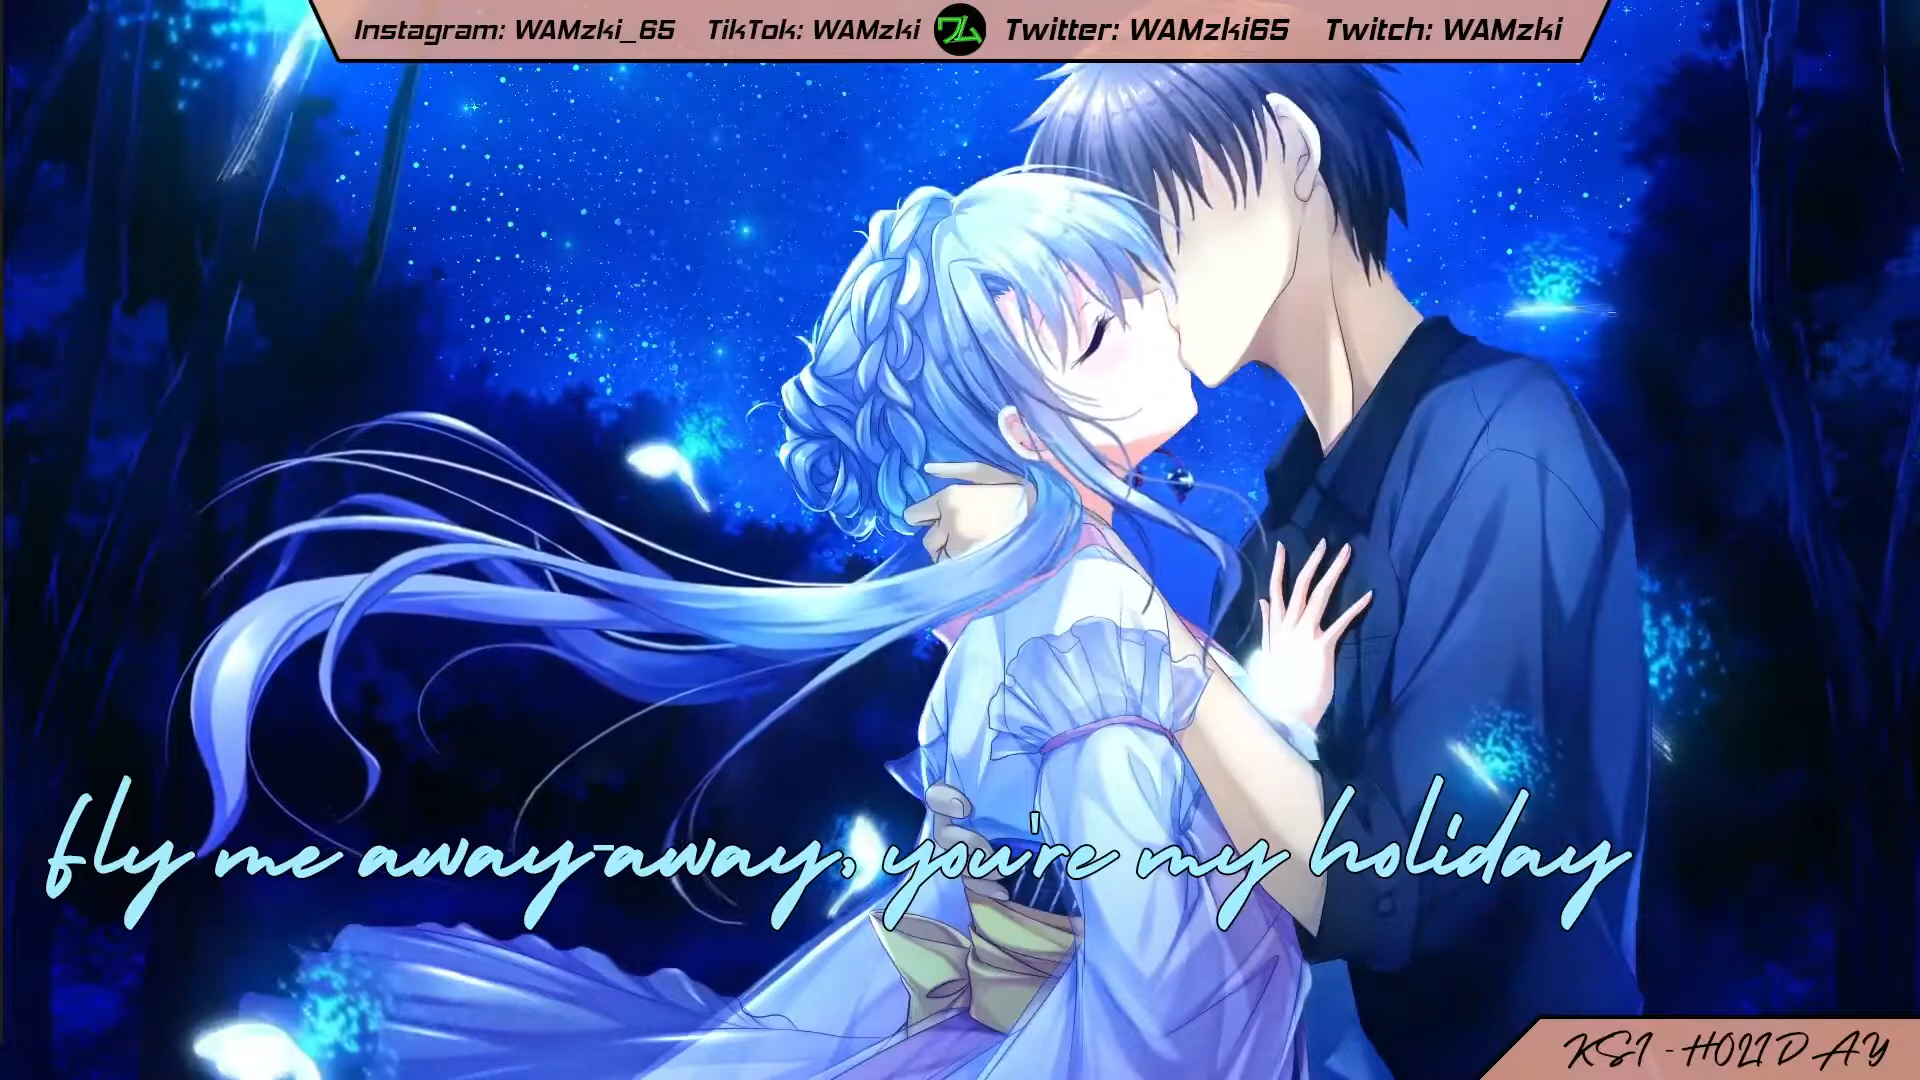 Instagram: WAMzki_65 TikTok: WAMzki Twitter: WAMzki65 Twitch: WAMzki
fly me away-away, you're my holiday
KSI - HOLIDAY